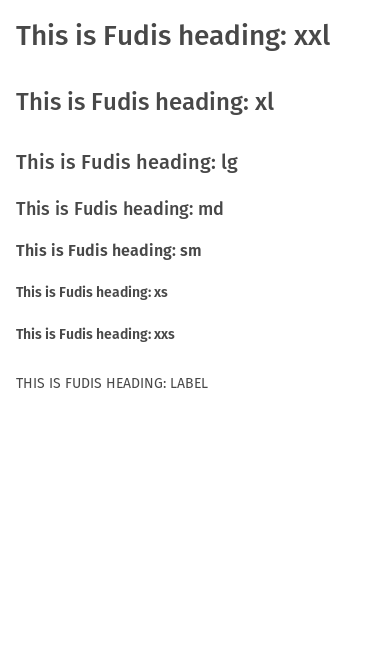 This is Fudis heading: xxl
This is Fudis heading: xl
This is Fudis heading: lg
This is Fudis heading: md
This is Fudis heading: sm
This is Fudis heading: xs
This is Fudis heading: xxs
THIS IS FUDIS HEADING: LABEL